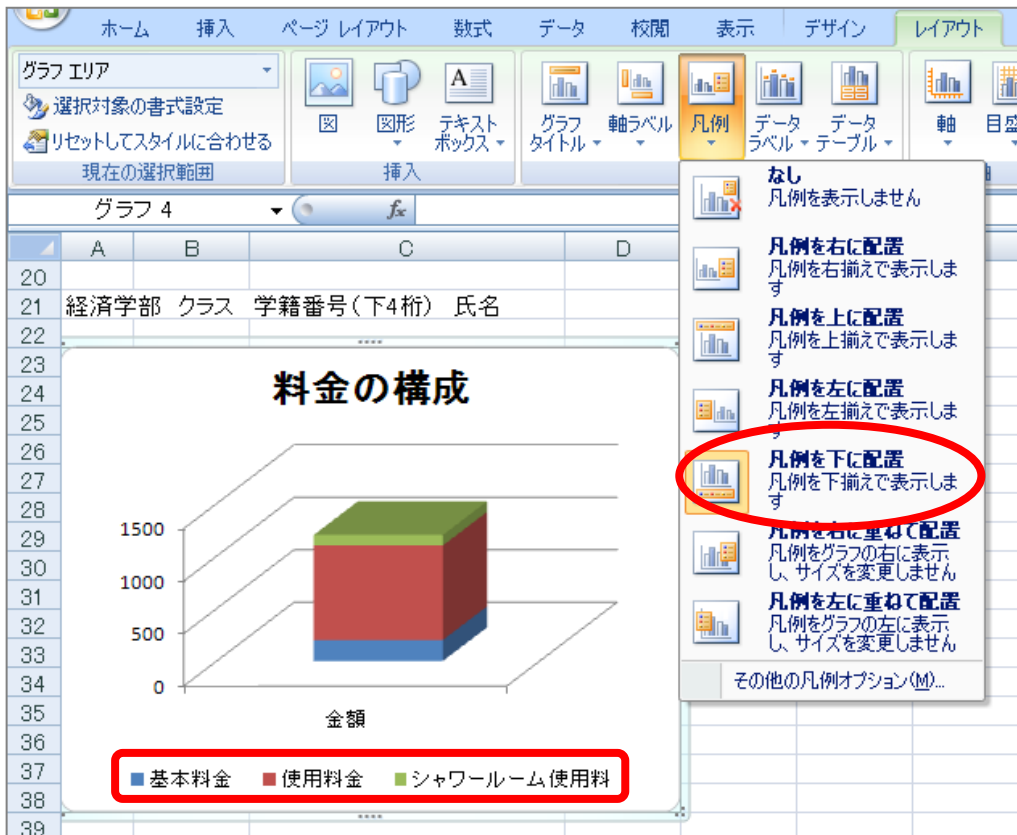 ホーム 挿入 ページ レイアウト 数式 データ 校閲 表示 デザイン レイアウト
グラフ エリア
選択対象の書式設定
リセットしてスタイルに合わせる
現在の選択範囲
図 図形 テキスト
ボックス
挿入
グラフ
タイトル
軸ラベル
凡例
データ
ラベル
データ
テーブル
軸
グラフ 4
fx
A B C D
20
21 経済学部 クラス 学籍番号(下4桁) 氏名
22
23
24
25
26
27
28
29
30
31
32
33
34
35
36
37
38
39
料金の構成
1500
1000
500
0
金額
基本料金 使用料金 シャワールーム使用料
なし
凡例を表示しません
凡例を右に配置
凡例を右揃えで表示しま
す
凡例を上に配置
凡例を上揃えで表示しま
す
凡例を左に配置
凡例を左揃えで表示しま
す
凡例を下に配置
凡例を下揃えで表示しま
す
凡例を右に重ねて配置
凡例をグラフの右に表示
し、サイズを変更しません
凡例を左に重ねて配置
凡例をグラフの左に表示
し、サイズを変更しません
その他の凡例オプション(M)...